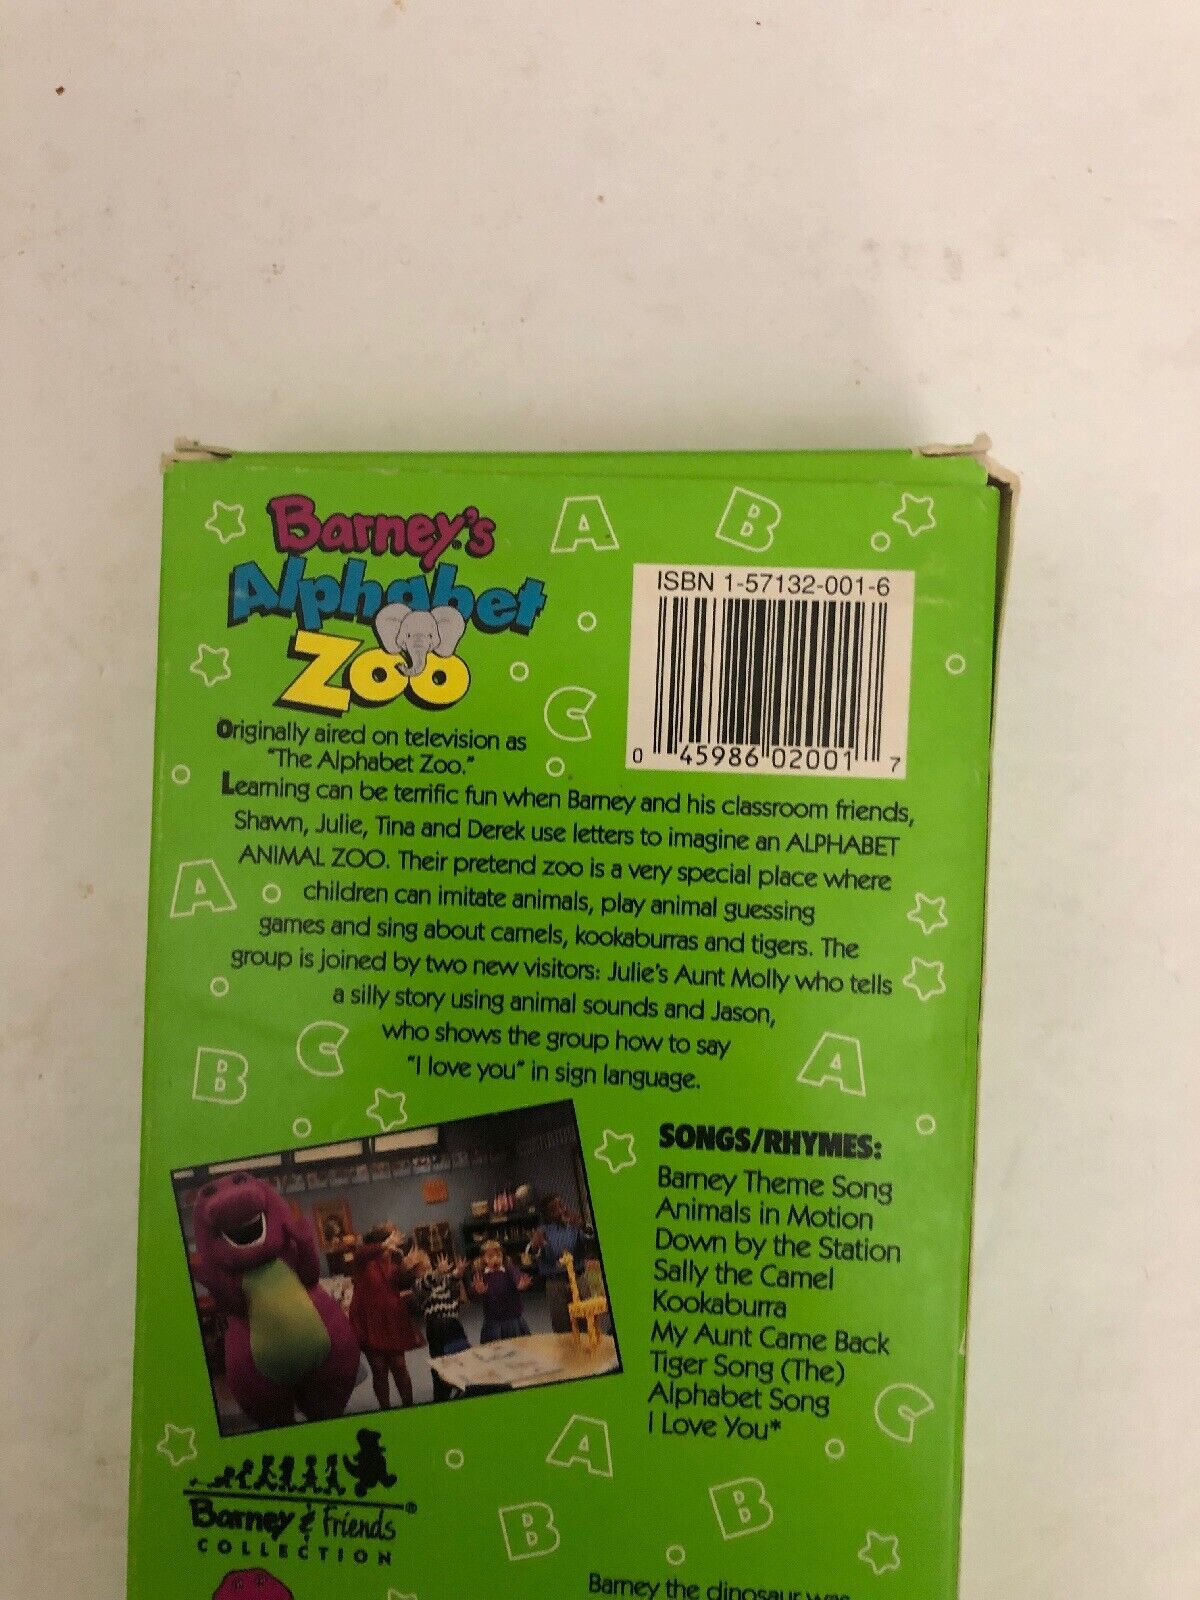 Barney's
Alphabet
Zoo
A
B
ISBN 1-57132-001-6
0 45986 02001 7
C
Originally aired on television as
"The Alphabet Zoo."
Learning can be terrific fun when Barney and his classroom friends,
Shawn, Julie, Tina and Derek use letters to imagine an ALPHABET
ANIMAL ZOO. Their pretend zoo is a very special place where
children can imitate animals, play animal guessing
games and sing about camels, kookaburras and tigers. The
group is joined by two new visitors: Julie's Aunt Molly who tells
a silly story using animal sounds and Jason,
who shows the group how to say
"I love you" in sign language.
A
B
C
A
SONGS/RHYMES:
Barney Theme Song
Animals in Motion
Down by the Station
Sally the Camel
Kookaburra
My Aunt Came Back
Tiger Song (The)
Alphabet Song
I Love You*
C
A
B
B
Barney & Friends®
COLLECTION
Barney the dinosaur was